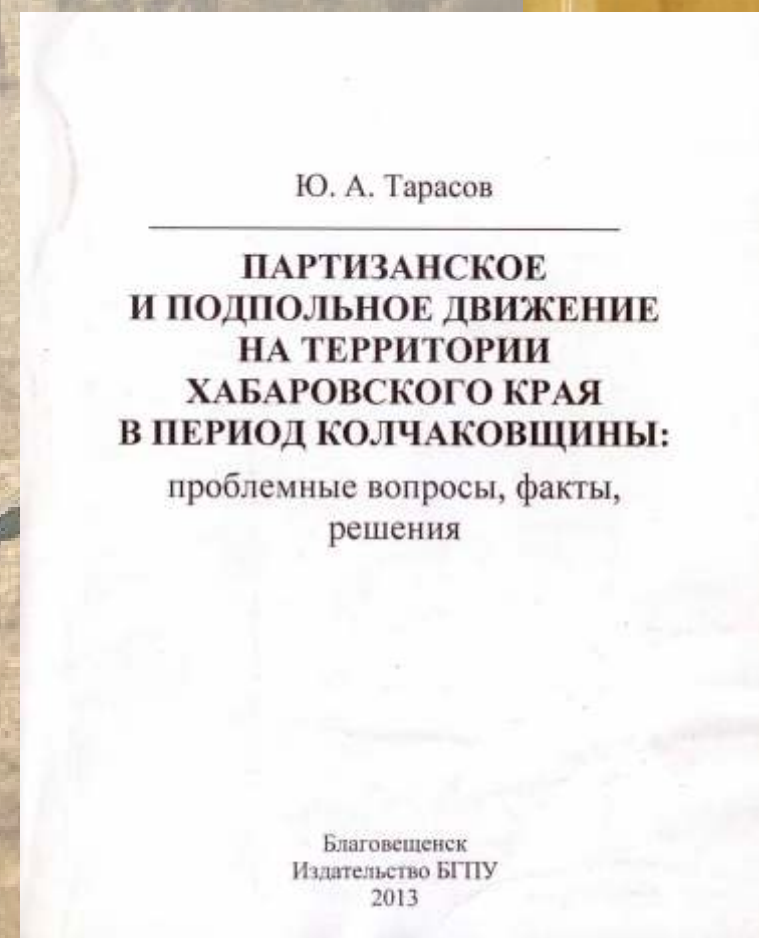 Ю. А. Тарасов
ПАРТИЗАНСКОЕ
И ПОДПОЛЬНОЕ ДВИЖЕНИЕ
НА ТЕРРИТОРИИ
ХАБАРОВСКОГО КРАЯ
В ПЕРИОД КОЛЧАКОВЩИНЫ:
проблемные вопросы, факты,
решения
Благовещенск
Издательство БГПУ
2013